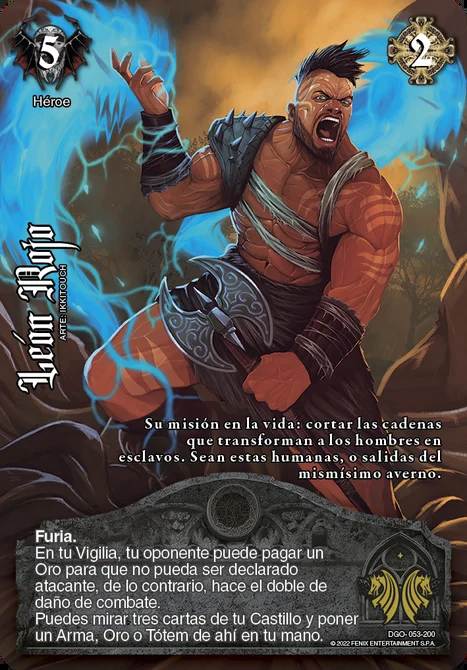 5
2
Héroe
León Rojo
ARTE: IKKITOUCH
Su misión en la vida: cortar las cadenas
que transforman a los hombres en
esclavos. Sean estas humanas, o salidas del
mismísimo averno.
Furia.
En tu Vigilia, tu oponente puede pagar un
Oro para que no pueda ser declarado
atacante, de lo contrario, hace el doble de
daño de combate.
Puedes mirar tres cartas de tu Castillo y poner
un Arma, Oro o Tótem de ahí en tu mano.
DGO- 053-200
© 2022 FENIX ENTERTAINMENT S.P.A.